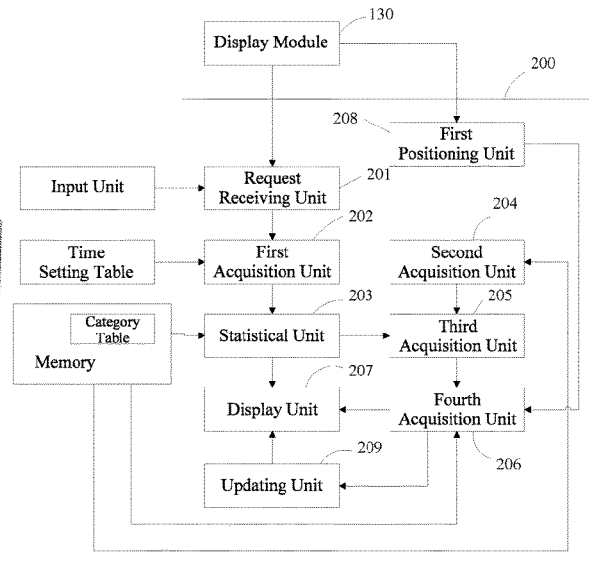 130
Display Module
200
208
First
Positioning Unit
Input Unit
Request
Receiving Unit
201
202
204
Time
Setting Table
First
Acquisition Unit
Second
Acquisition Unit
203
205
Category
Table
Memory
Statistical Unit
Third
Acquisition Unit
207
Display Unit
Fourth
Acquisition Unit
209
206
Updating Unit